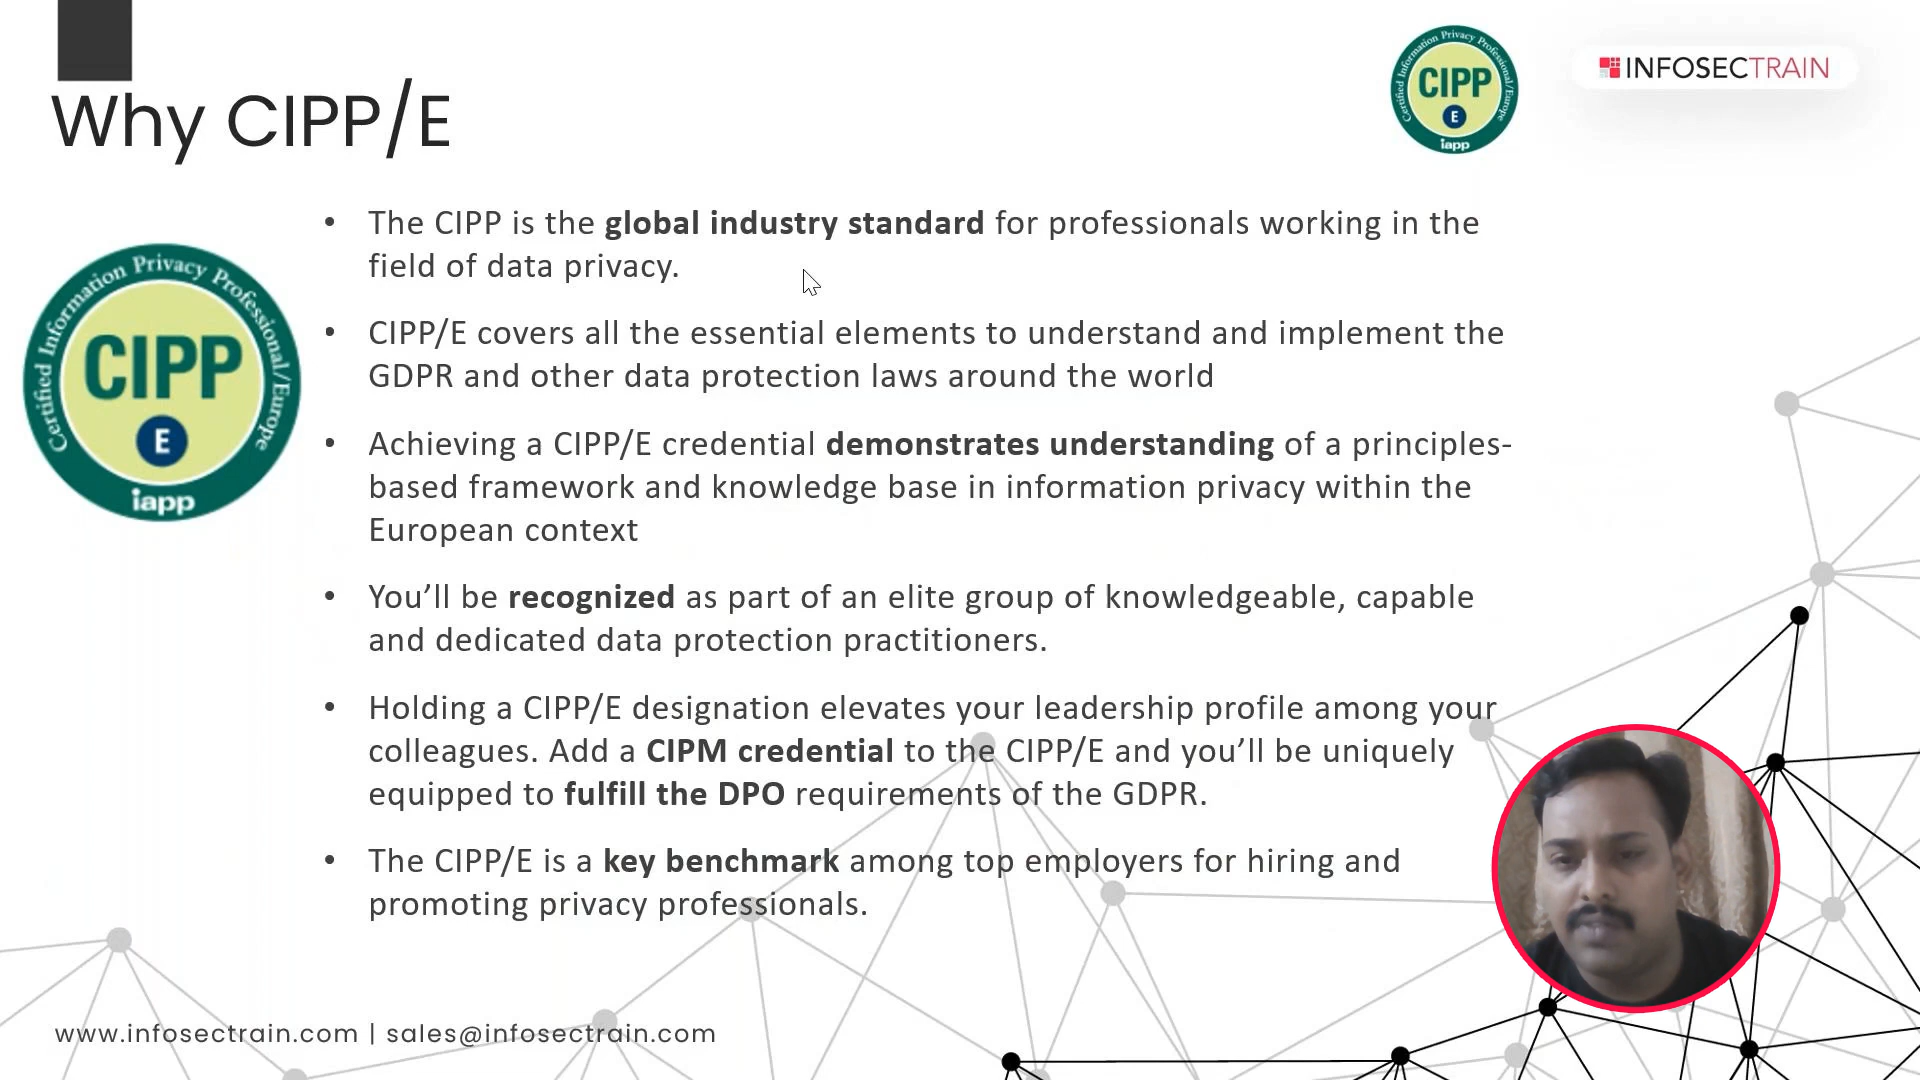 Why CIPP/E
Certified Information Privacy Professional/Europe
CIPP
E
iapp
INFOSECTRAIN
Certified Information Privacy Professional/Europe
CIPP
E
iapp
• The CIPP is the global industry standard for professionals working in the
field of data privacy.
• CIPP/E covers all the essential elements to understand and implement the
GDPR and other data protection laws around the world
• Achieving a CIPP/E credential demonstrates understanding of a principles-
based framework and knowledge base in information privacy within the
European context
• You’ll be recognized as part of an elite group of knowledgeable, capable
and dedicated data protection practitioners.
• Holding a CIPP/E designation elevates your leadership profile among your
colleagues. Add a CIPM credential to the CIPP/E and you’ll be uniquely
equipped to fulfill the DPO requirements of the GDPR.
• The CIPP/E is a key benchmark among top employers for hiring and
promoting privacy professionals.
www.infosectrain.com | sales@infosectrain.com